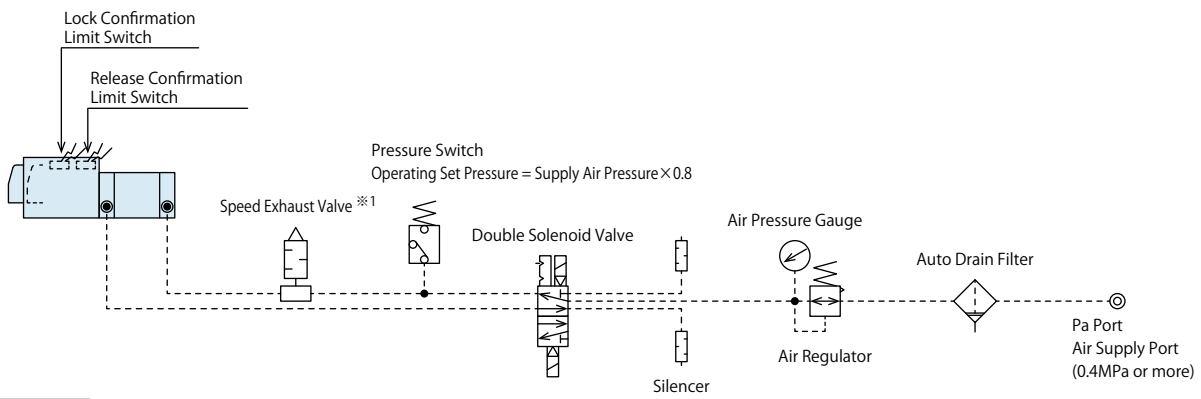 Lock Confirmation
Limit Switch
Release Confirmation
Limit Switch
Pressure Switch
Operating Set Pressure = Supply Air Pressure×0.8
Speed Exhaust Valve ※1
Double Solenoid Valve
Air Pressure Gauge
Auto Drain Filter
Pa Port
Air Supply Port
(0.4MPa or more)
Air Regulator
Silencer